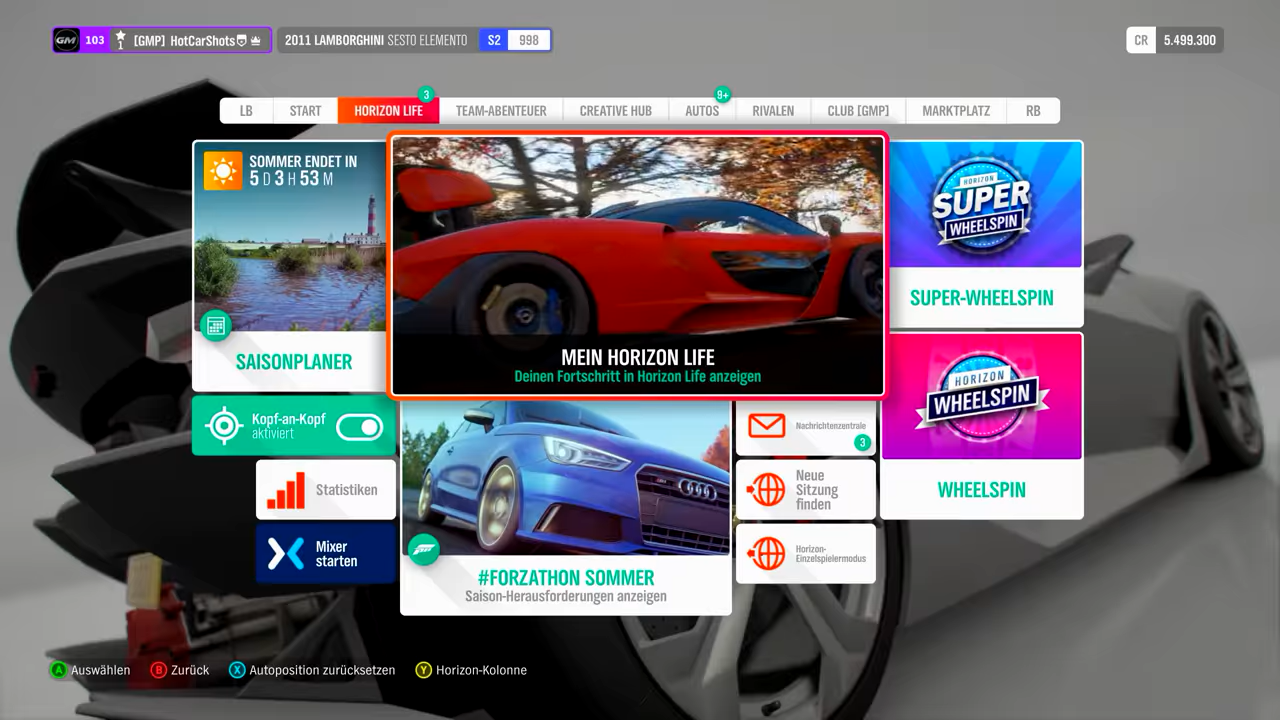 GM 103 1 [GMP] HotCarShots
2011 LAMBORGHINI SESTO ELEMENTO S2 998
CR 5.499.300
LB START HORIZON LIFE 3 TEAM-ABENTEUER CREATIVE HUB AUTOS 9+ RIVALEN CLUB [GMP] MARKTPLATZ RB
SOMMER ENDET IN
5 D 3 H 53 M
SAISONPLANER
MEIN HORIZON LIFE
Deinen Fortschritt in Horizon Life anzeigen
HORIZON
SUPER
WHEELSPIN
SUPER-WHEELSPIN
Kopf-an-Kopf
aktiviert
Statistiken
Mixer
starten
#FORZATHON SOMMER
Saison-Herausforderungen anzeigen
Nachrichtenzentrale
3
Neue
Sitzung
finden
Horizon-
Einzelspielermodus
HORIZON
WHEELSPIN
WHEELSPIN
A Auswählen B Zurück X Autoposition zurücksetzen Y Horizon-Kolonne